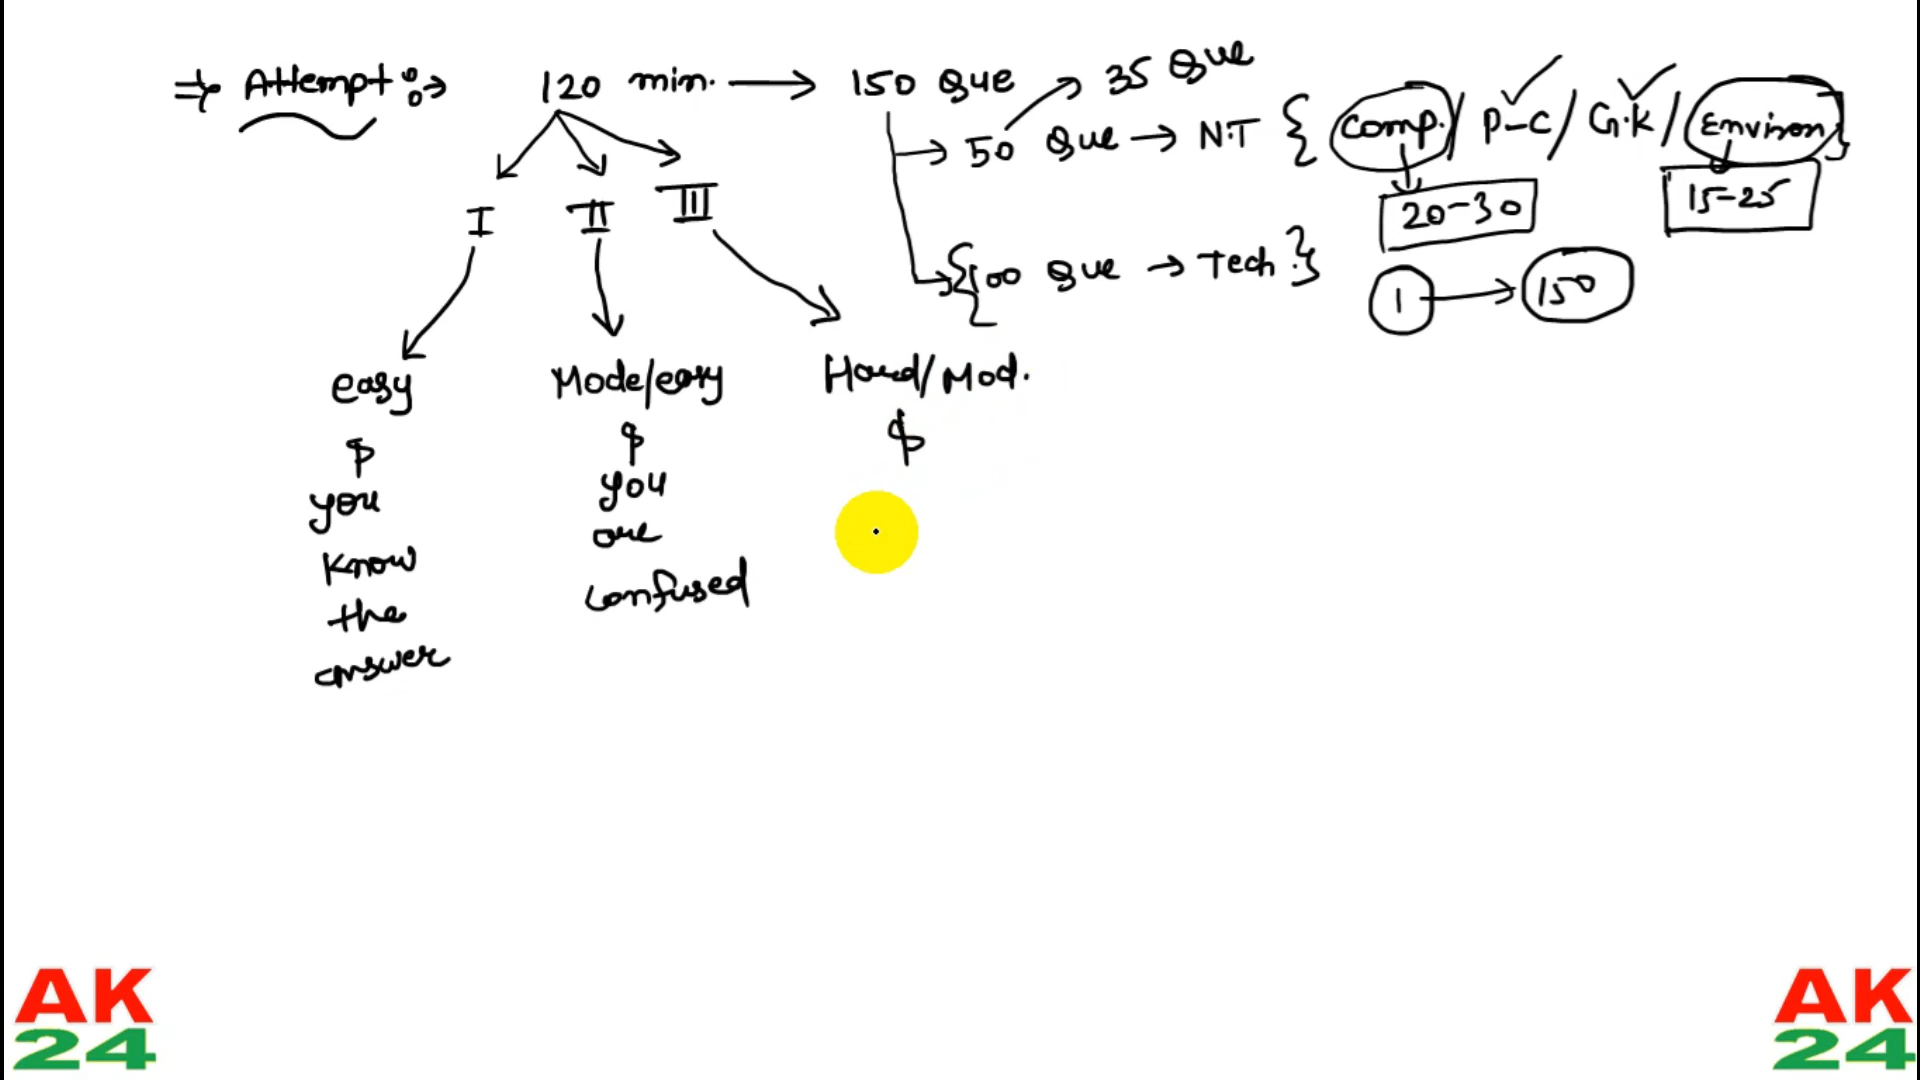 ⇒ Attempt :→ 120 min. → 150 Que → 35 Que
→ 50 Que → N.T { Comp. / P-C / G.K / Environ }
20-30
15-25
I II III
→ {100 Que → Tech.}
1 → 150
easy Mode/easy Hard/Mod.
you
know
the
answer
you
are
confused
AK
24
AK
24